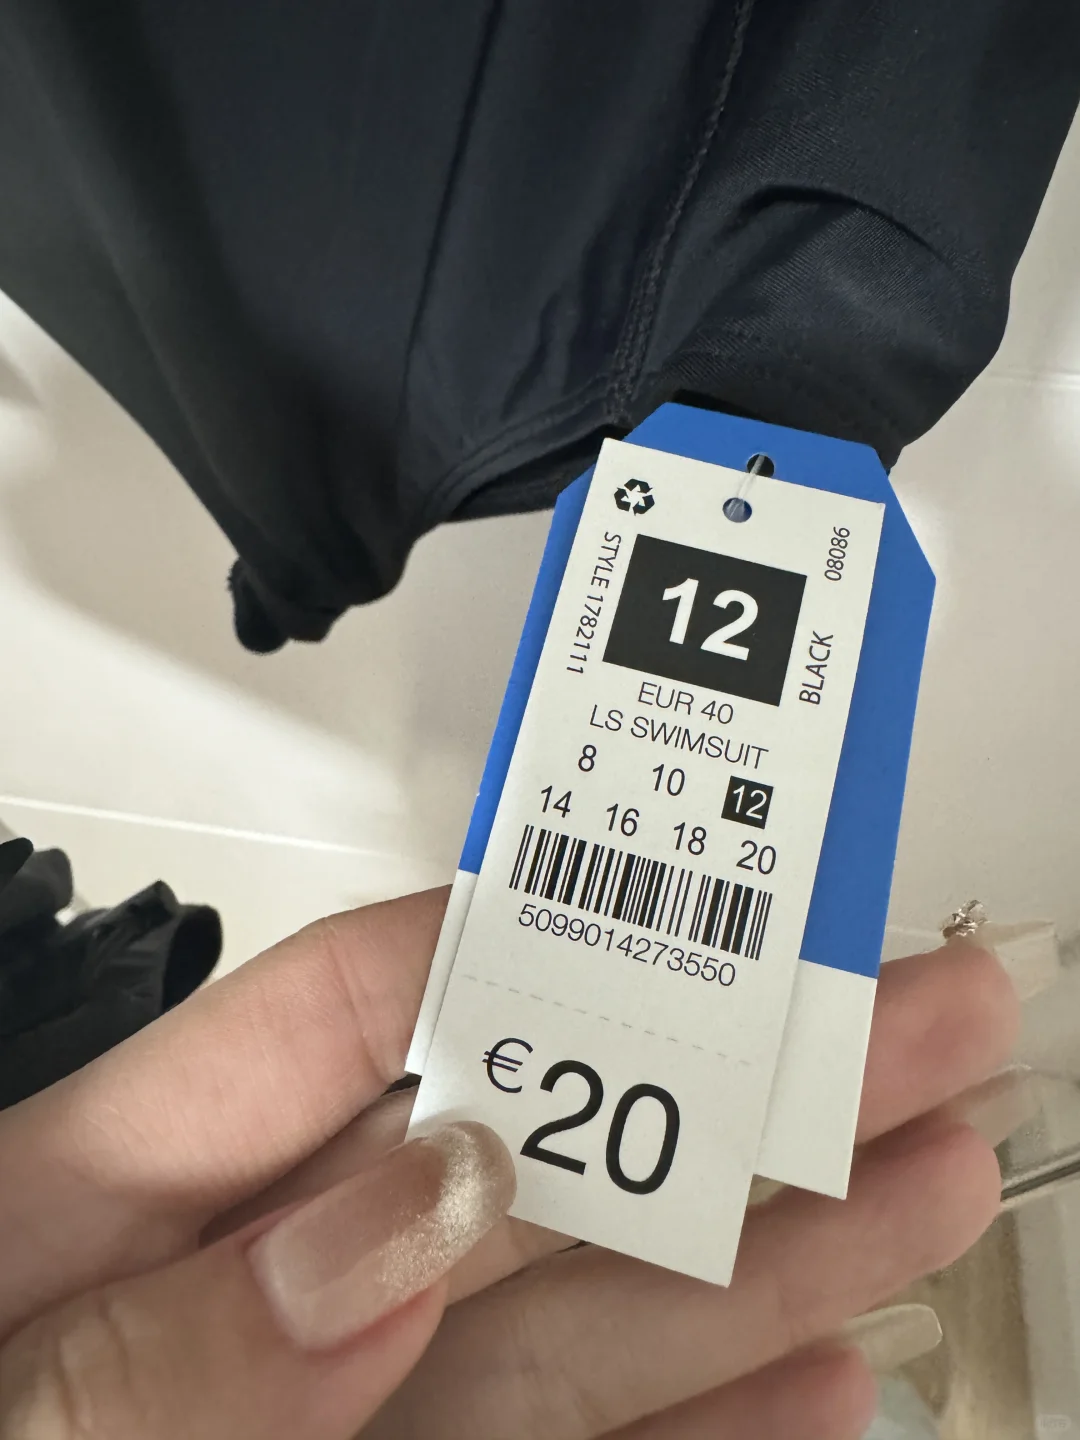 08086
STYLE 1782111
12
BLACK
EUR 40
LS SWIMSUIT
8 10 12
14 16 18 20
5099014273550
€20